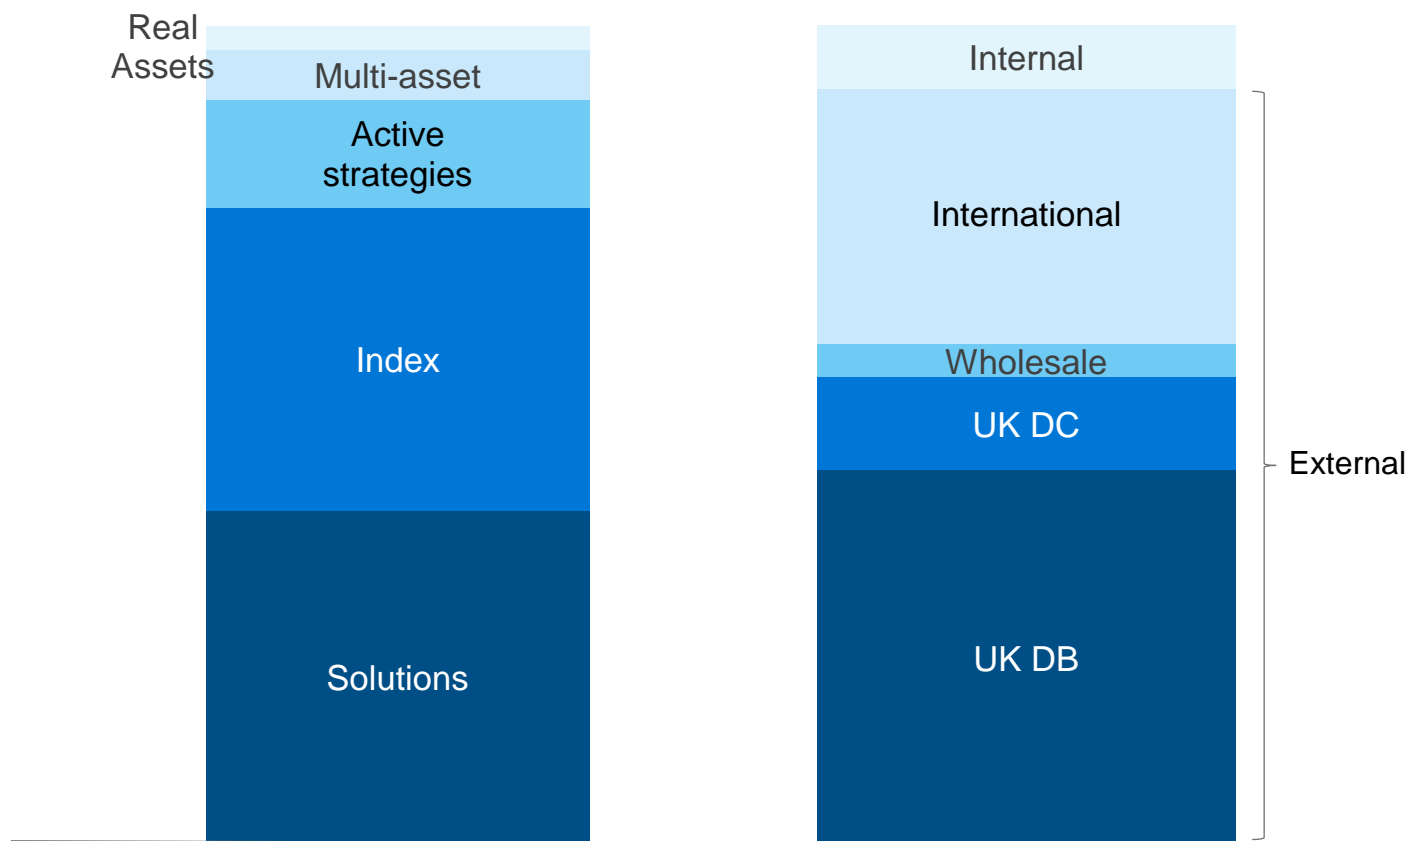 Real
Assets
Multi-asset
Active
strategies
Index
Solutions
Internal
International
Wholesale
UK DC
UK DB
External